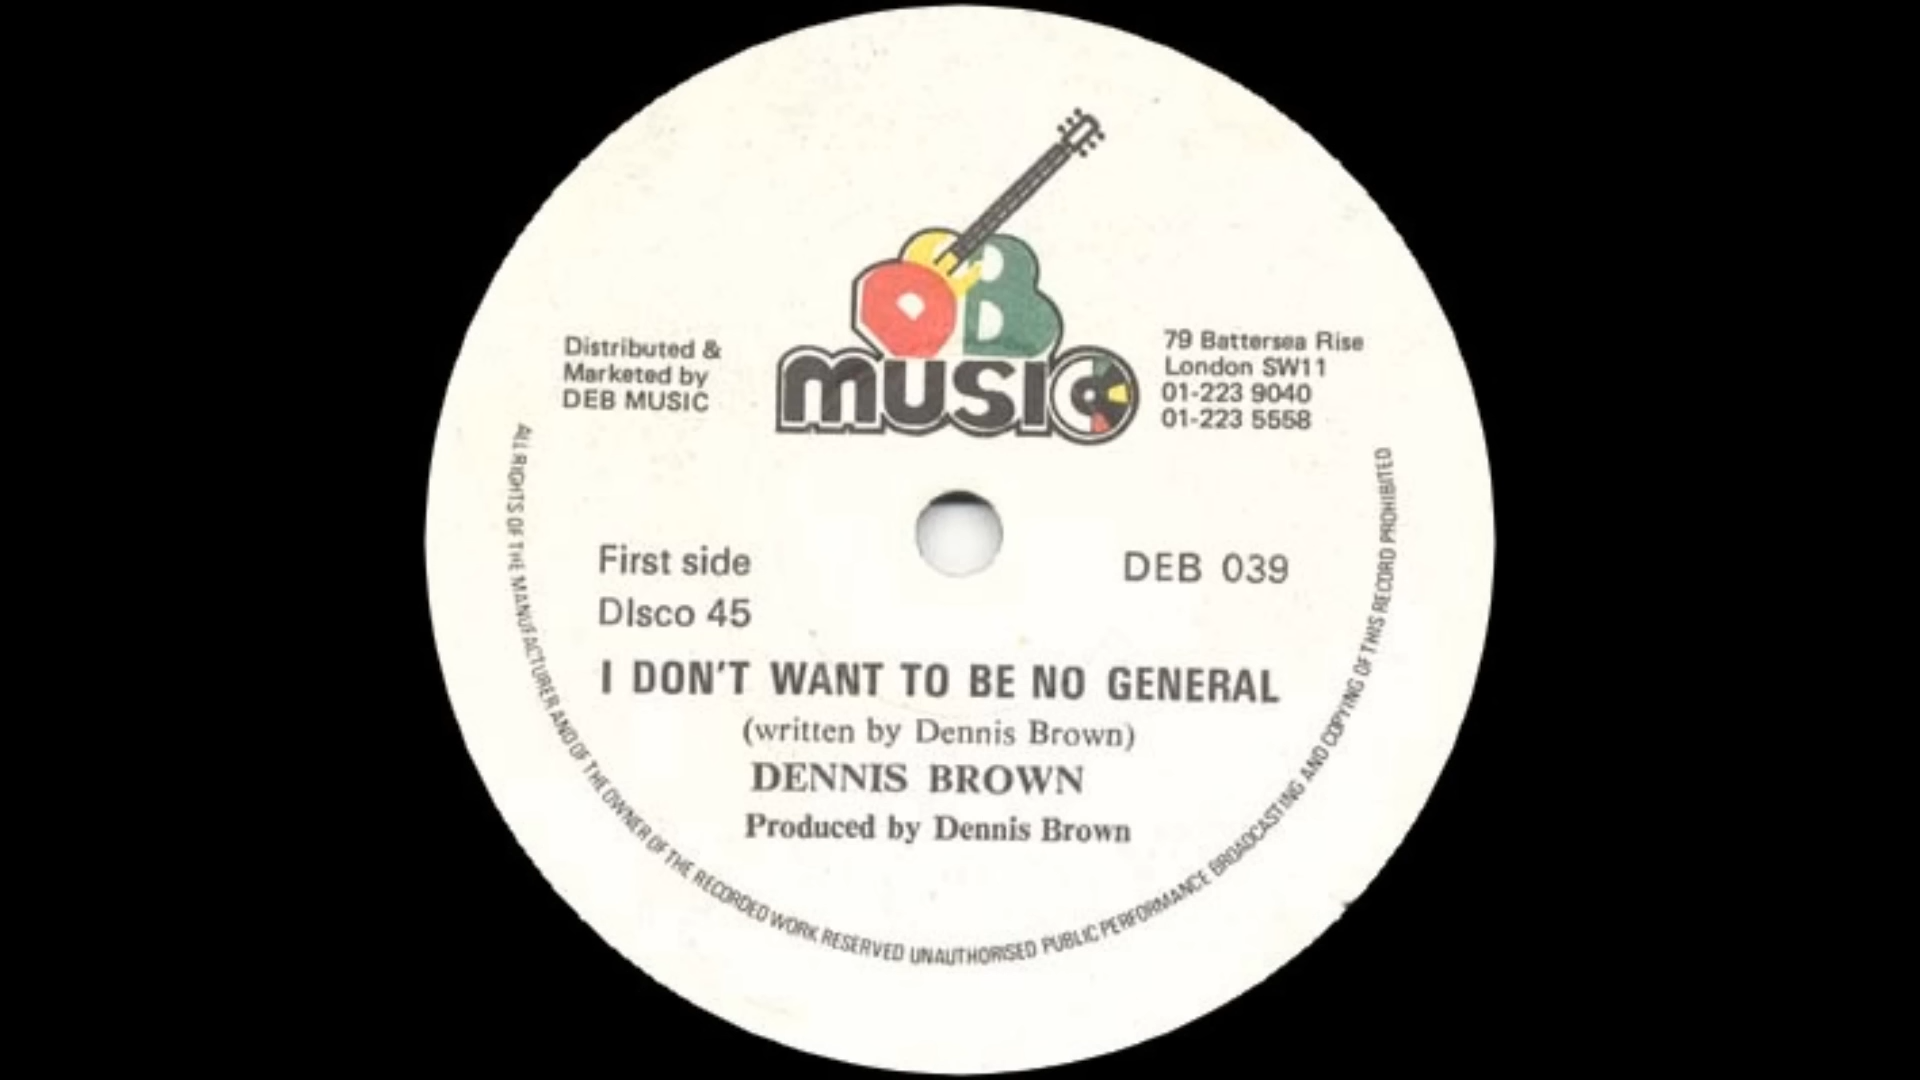 DEB
MUSIC
Distributed &
Marketed by
DEB MUSIC
79 Battersea Rise
London SW11
01-223 9040
01-223 5558
First side
DIsco 45
DEB 039
I DON'T WANT TO BE NO GENERAL
(written by Dennis Brown)
DENNIS BROWN
Produced by Dennis Brown
ALL RIGHTS OF THE MANUFACTURER AND OF THE OWNER OF THE RECORDED WORK RESERVED UNAUTHORISED PUBLIC PERFORMANCE BROADCASTING AND COPYING OF THIS RECORD PROHIBITED